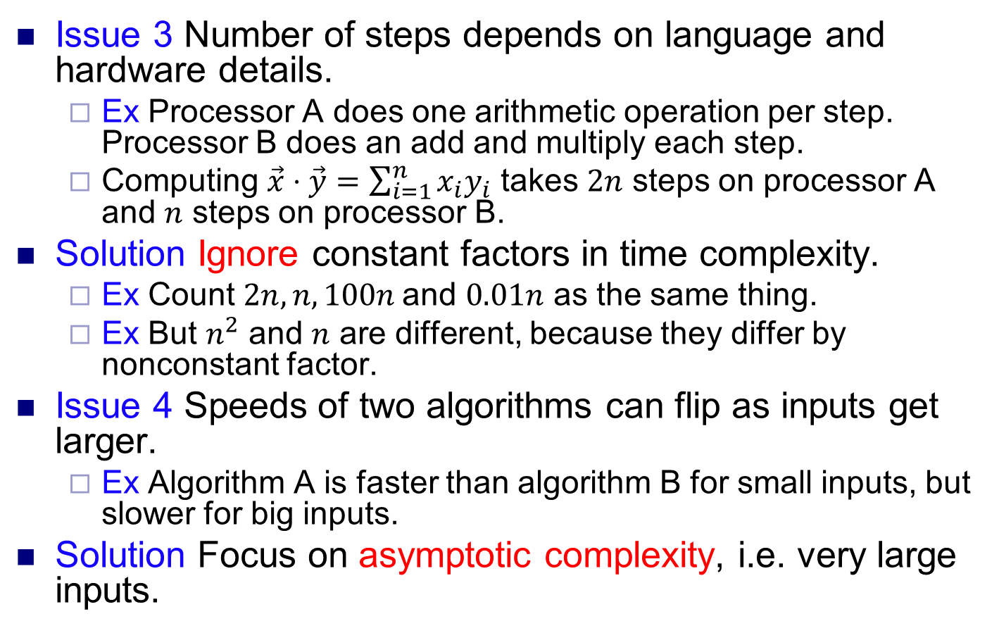 Issue 3 Number of steps depends on language and
hardware details.
Ex Processor A does one arithmetic operation per step.
Processor B does an add and multiply each step.
Computing $\vec{x} \cdot \vec{y} = \sum_{i=1}^{n} x_i y_i$ takes $2n$ steps on processor A
and $n$ steps on processor B.
Solution Ignore constant factors in time complexity.
Ex Count $2n, n, 100n$ and $0.01n$ as the same thing.
Ex But $n^2$ and $n$ are different, because they differ by
nonconstant factor.
Issue 4 Speeds of two algorithms can flip as inputs get
larger.
Ex Algorithm A is faster than algorithm B for small inputs, but
slower for big inputs.
Solution Focus on asymptotic complexity, i.e. very large
inputs.